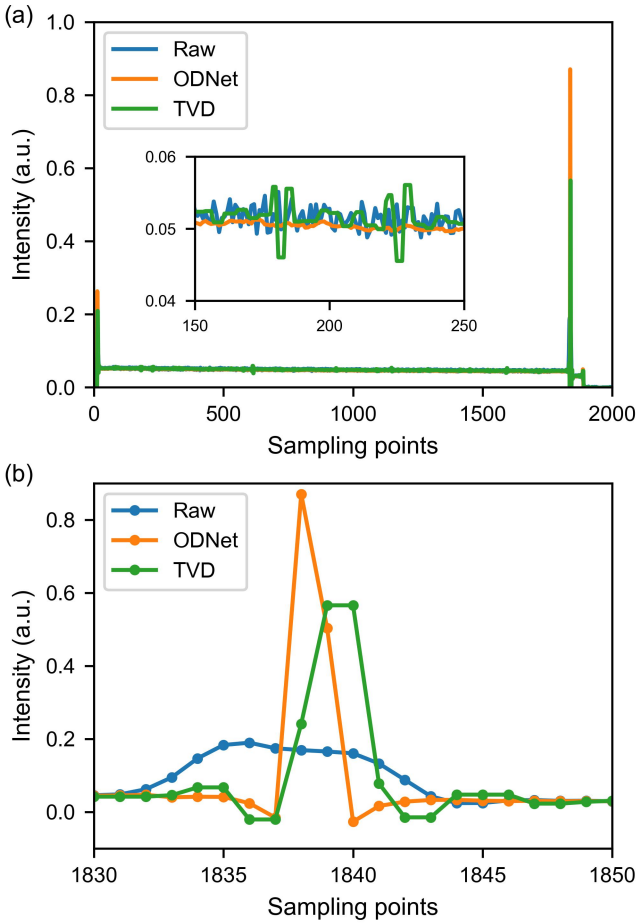 (a)
1.0
0.8
0.6
0.4
0.2
0.0
Intensity (a.u.)
Raw
ODNet
TVD
0.06
0.05
0.04
150 200 250
0 500 1000 1500 2000
Sampling points
(b)
0.8
0.6
0.4
0.2
0.0
Intensity (a.u.)
Raw
ODNet
TVD
1830 1835 1840 1845 1850
Sampling points